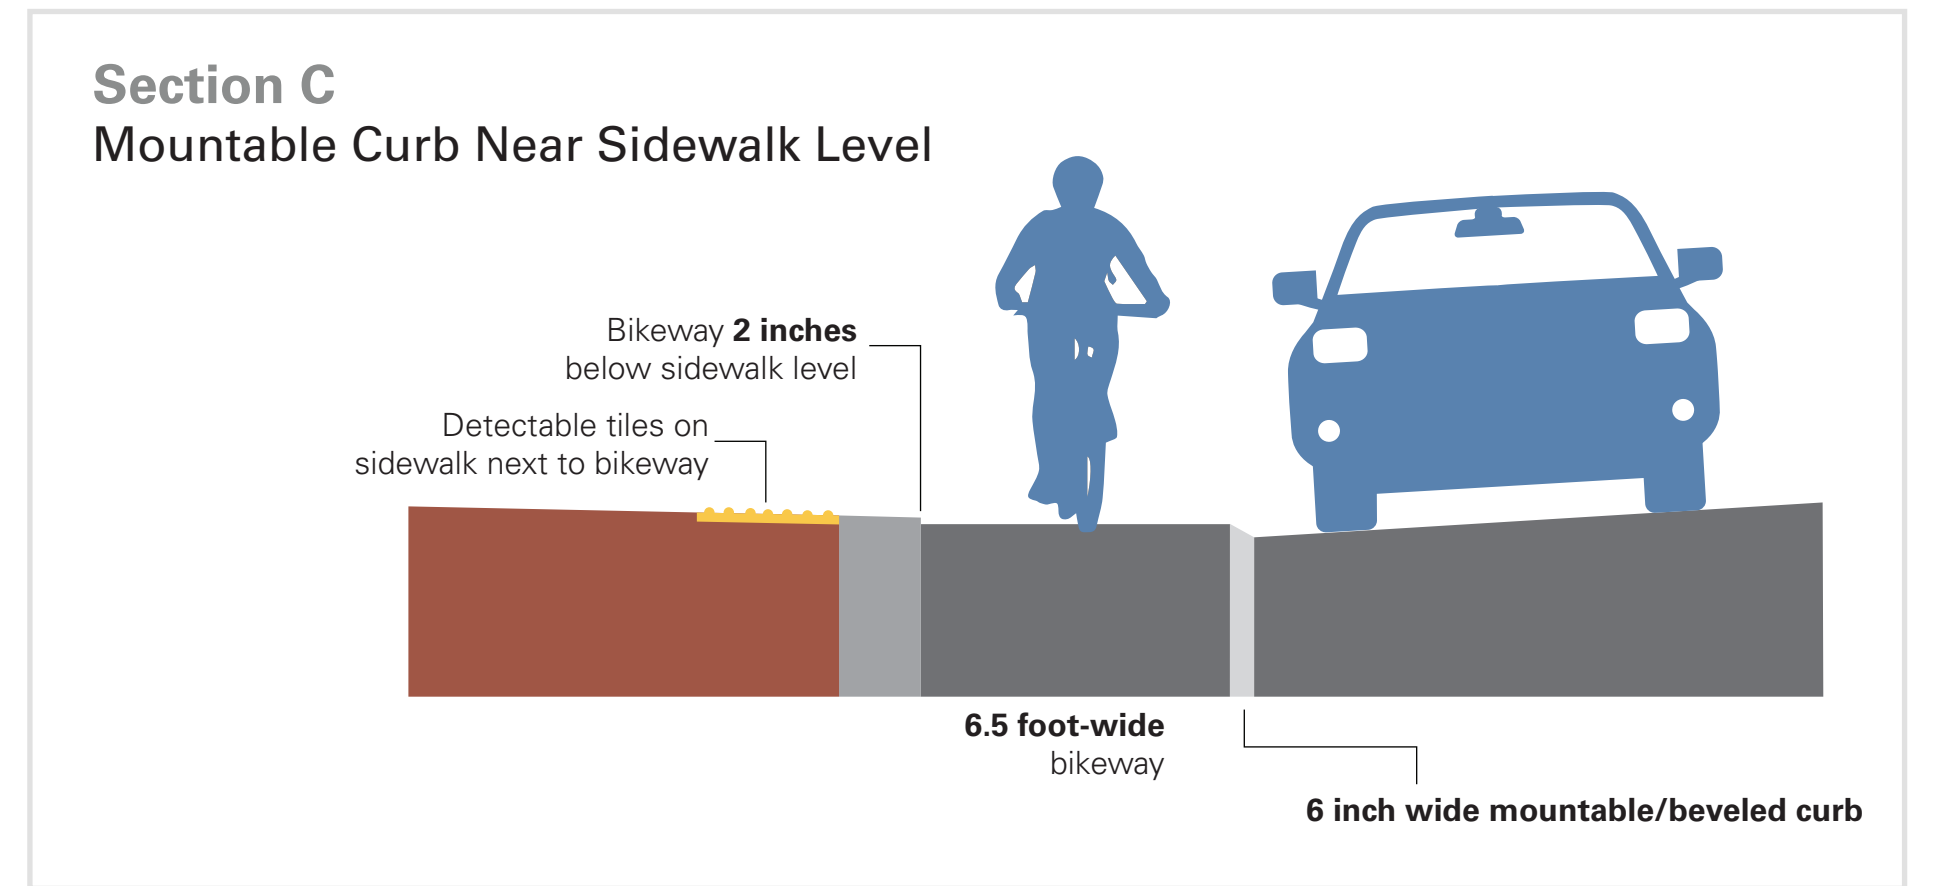 Section C
Mountable Curb Near Sidewalk Level
Bikeway 2 inches
below sidewalk level
Detectable tiles on
sidewalk next to bikeway
6.5 foot-wide
bikeway
6 inch wide mountable/beveled curb